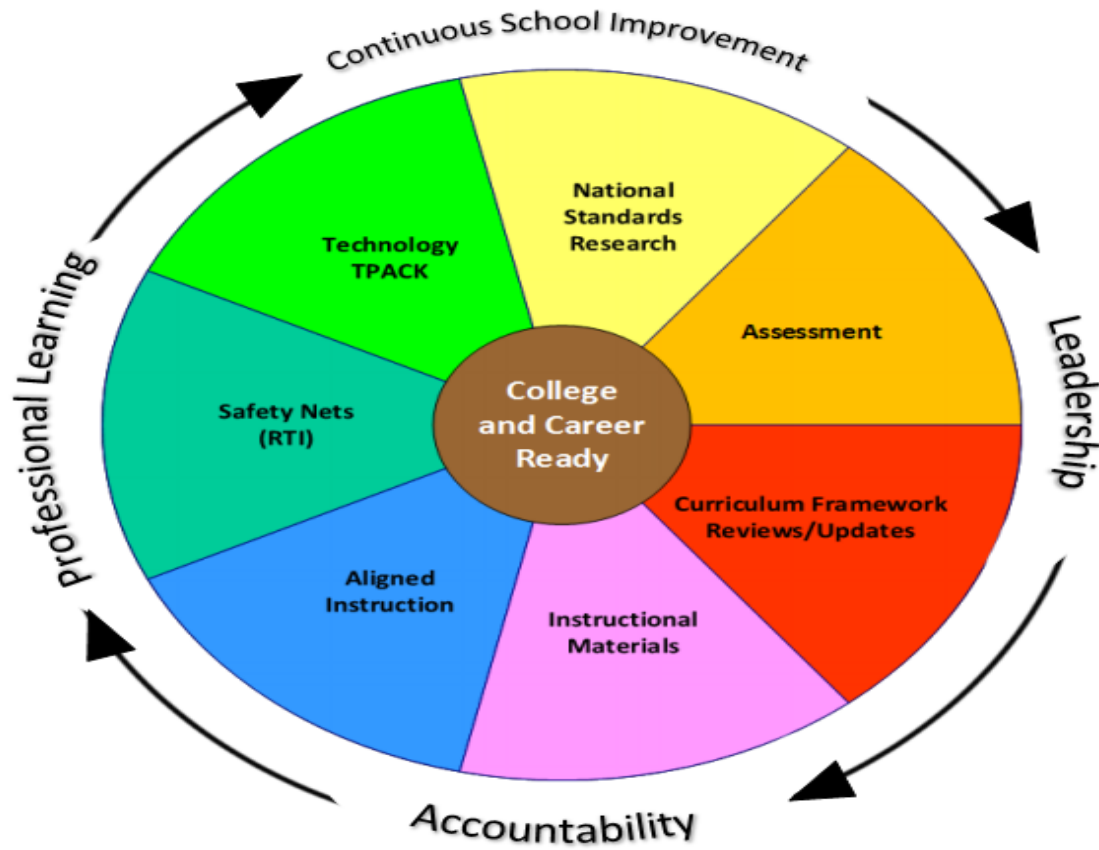 Continuous School Improvement
National
Standards
Research
Technology
TPACK
Assessment
Leadership
Professional Learning
Safety Nets
(RTI)
College
and Career
Ready
Curriculum Framework
Reviews/Updates
Aligned
Instruction
Instructional
Materials
Accountability